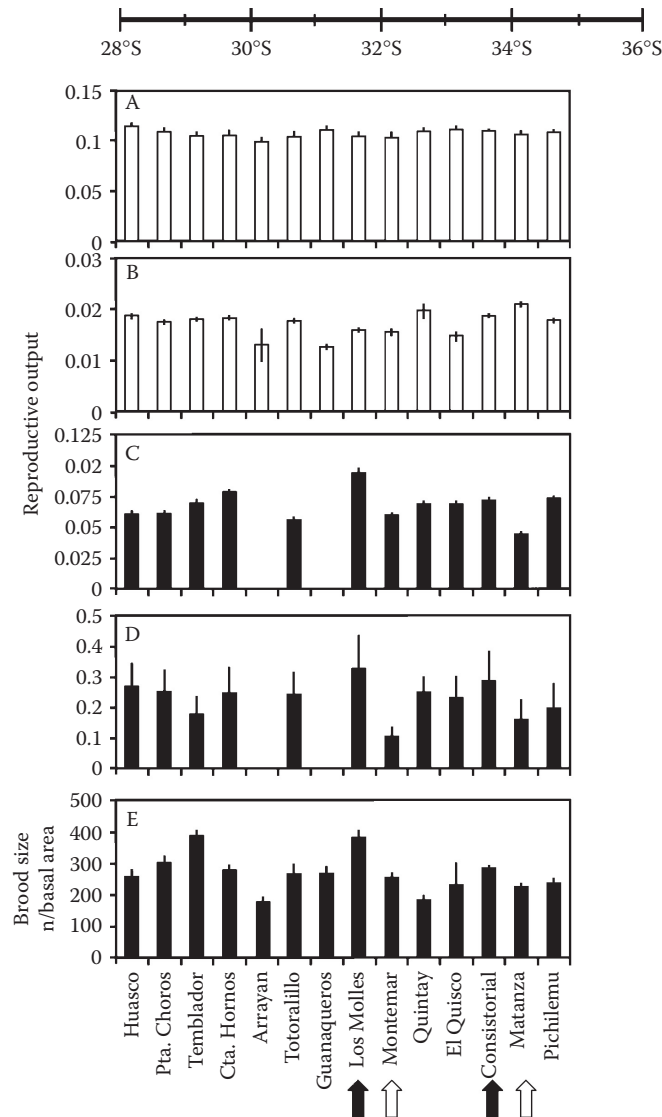 28°S 30°S 32°S 34°S 36°S
A
0.15
0.1
0.05
0
B
0.03
0.02
0.01
0
C
0.125
0.02
0.075
0.05
0.025
0
D
0.5
0.4
0.3
0.2
0.1
0
E
500
400
300
200
100
0
Reproductive output
Brood size
n/basal area
Huasco
Pta. Choros
Temblador
Cta. Hornos
Arrayan
Totoralillo
Guanaqueros
Los Molles
Montemar
Quintay
El Quisco
Consistorial
Matanza
Pichilemu